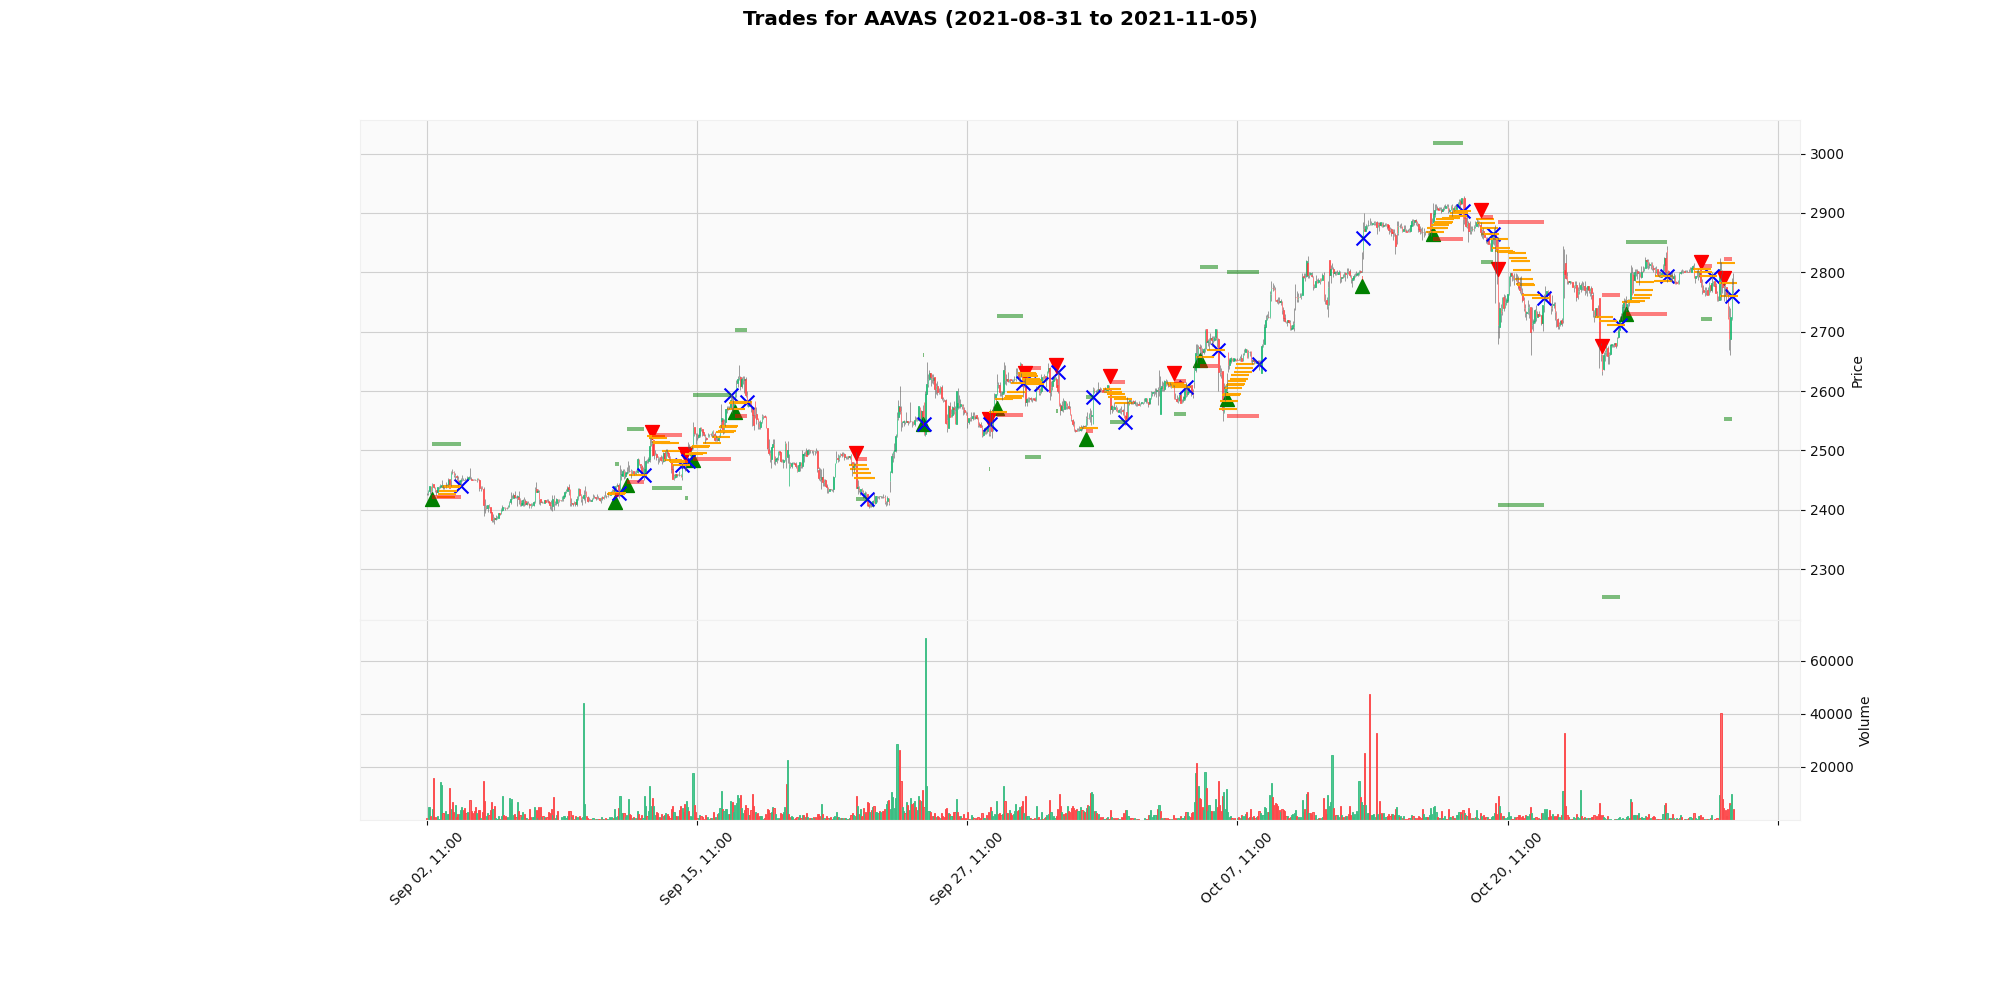 Trades for AAVAS (2021-08-31 to 2021-11-05)
3000
2900
2800
2700
2600
2500
2400
2300
Price
60000
40000
20000
Volume
Sep 02, 11:00
Sep 15, 11:00
Sep 27, 11:00
Oct 07, 11:00
Oct 20, 11:00